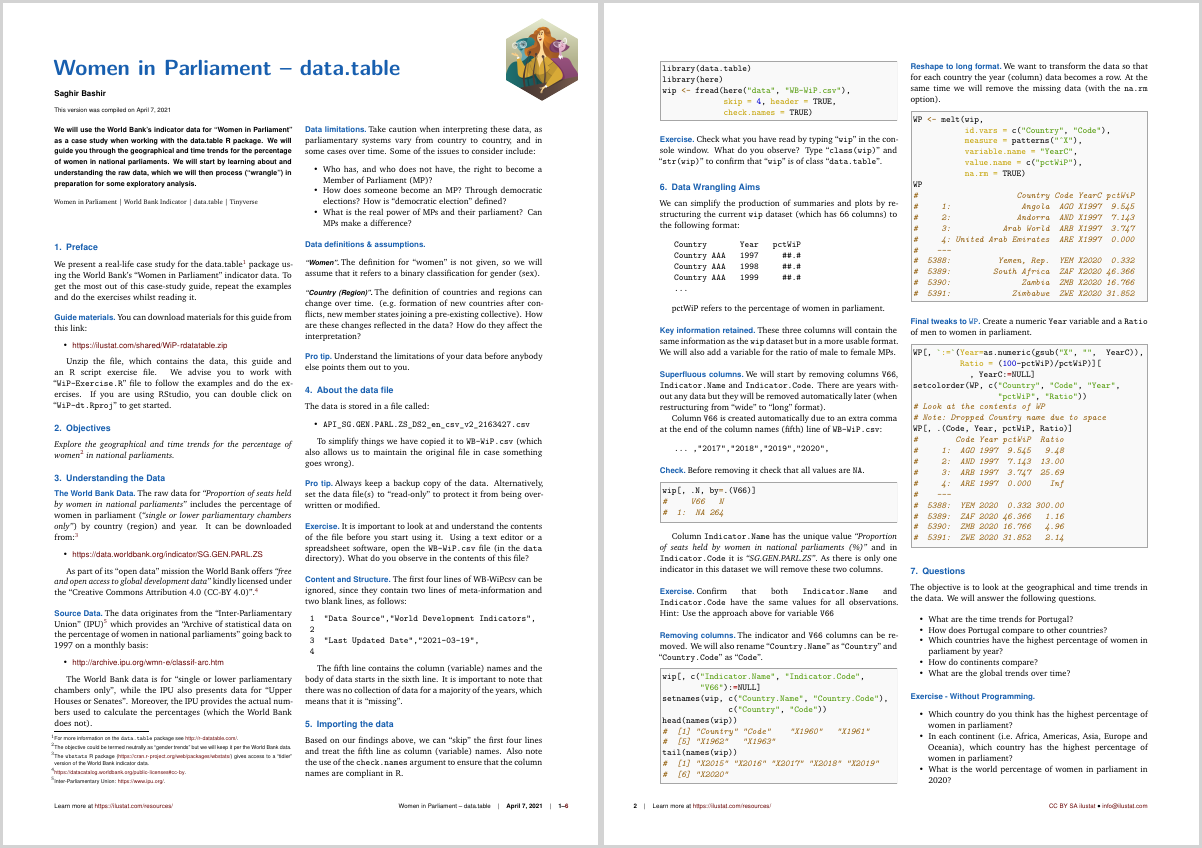 Women in Parliament – data.table
Saghir Bashir
This version was compiled on April 7, 2021
We will use the World Bank's indicator data for "Women in Parliament"
as a case study when working with the data.table R package. We will
guide you through the geographical and time trends for the percentage
of women in national parliaments. We will start by learning about and
understanding the raw data, which we will then process ("wrangle") in
preparation for some exploratory analysis.
Women in Parliament | World Bank Indicator | data.table | Tinyverse
1. Preface
We present a real-life case study for the data.table1 package us-
ing the World Bank's "Women in Parliament" indicator data. To
get the most out of this case-study guide, repeat the examples
and do the exercises whilst reading it.
Guide materials. You can download materials for this guide from
this link:
• https://ilustat.com/shared/WiP-rdatatable.zip
Unzip the file, which contains the data, this guide and
an R script exercise file. We advise you to work with
"WiP-Exercise.R" file to follow the examples and do the ex-
ercises. If you are using RStudio, you can double click on
"WiP-dt.Rproj" to get started.
2. Objectives
Explore the geographical and time trends for the percentage of
women2 in national parliaments.
3. Understanding the Data
The World Bank Data. The raw data for "Proportion of seats held
by women in national parliaments" includes the percentage of
women in parliament ("single or lower parliamentary chambers
only") by country (region) and year. It can be downloaded
from:3
• https://data.worldbank.org/indicator/SG.GEN.PARL.ZS
As part of its "open data" mission the World Bank offers "free
and open access to global development data" kindly licensed under
the "Creative Commons Attribution 4.0 (CC-BY 4.0)".4
Source Data. The data originates from the "Inter-Parliamentary
Union" (IPU)5 which provides an "Archive of statistical data on
the percentage of women in national parliaments" going back to
1997 on a monthly basis:
• http://archive.ipu.org/wmn-e/classif-arc.htm
The World Bank data is for "single or lower parliamentary
chambers only", while the IPU also presents data for "Upper
Houses or Senates". Moreover, the IPU provides the actual num-
bers used to calculate the percentages (which the World Bank
does not).
1For more information on the data.table package see http://r-datatable.com/.
2The objective could be termed neutrally as "gender trends" but we will keep it per the World Bank data.
3The wbstats R package (https://cran.r-project.org/web/packages/wbstats/) gives access to a "tidier"
version of the World Bank indicator data.
4https://datacatalog.worldbank.org/public-licenses#cc-by.
5Inter-Parliamentary Union: https://www.ipu.org/.
Data limitations. Take caution when interpreting these data, as
parliamentary systems vary from country to country, and in
some cases over time. Some of the issues to consider include:
• Who has, and who does not have, the right to become a
Member of Parliament (MP)?
• How does someone become an MP? Through democratic
elections? How is "democratic election" defined?
• What is the real power of MPs and their parliament? Can
MPs make a difference?
Data definitions & assumptions.
"Women". The definition for "women" is not given, so we will
assume that it refers to a binary classification for gender (sex).
"Country (Region)". The definition of countries and regions can
change over time. (e.g. formation of new countries after con-
flicts, new member states joining a pre-existing collective). How
are these changes reflected in the data? How do they affect the
interpretation?
Pro tip. Understand the limitations of your data before anybody
else points them out to you.
4. About the data file
The data is stored in a file called:
• API_SG.GEN.PARL.ZS_DS2_en_csv_v2_2163427.csv
To simplify things we have copied it to WB-WiP.csv (which
also allows us to maintain the original file in case something
goes wrong).
Pro tip. Always keep a backup copy of the data. Alternatively,
set the data file(s) to "read-only" to protect it from being over-
written or modified.
Exercise. It is important to look at and understand the contents
of the file before you start using it. Using a text editor or a
spreadsheet software, open the WB-WiP.csv file (in the data
directory). What do you observe in the contents of this file?
Content and Structure. The first four lines of WB-WiEcsv can be
ignored, since they contain two lines of meta-information and
two blank lines, as follows:
1 "Data Source","World Development Indicators",
2
3 "Last Updated Date","2021-03-19",
4
The fifth line contains the column (variable) names and the
body of data starts in the sixth line. It is important to note that
there was no collection of data for a majority of the years, which
means that it is "missing".
5. Importing the data
Based on our findings above, we can "skip" the first four lines
and treat the fifth line as column (variable) names. Also note
the use of the check.names argument to ensure that the column
names are compliant in R.
Learn more at https://ilustat.com/resources/
Women in Parliament – data.table | April 7, 2021 | 1–6
library(data.table)
library(here)
wip <- fread(here("data", "WB-WiP.csv"),
skip = 4, header = TRUE,
check.names = TRUE)
Exercise. Check what you have read by typing "wip" in the con-
sole window. What do you observe? Type "class(wip)" and
"str(wip)" to confirm that "wip" is of class "data.table".
6. Data Wrangling Aims
We can simplify the production of summaries and plots by re-
structuring the current wip dataset (which has 66 columns) to
the following format:
Country Year pctWiP
Country AAA 1997 ##.#
Country AAA 1998 ##.#
Country AAA 1999 ##.#
...
pctWiP refers to the percentage of women in parliament.
Key information retained. These three columns will contain the
same information as the wip dataset but in a more usable format.
We will also add a variable for the ratio of male to female MPs.
Superfluous columns. We will start by removing columns V66,
Indicator.Name and Indicator.Code. There are years with-
out any data but they will be removed automatically later (when
restructuring from "wide" to "long" format).
Column V66 is created automatically due to an extra comma
at the end of the column names (fifth) line of WB-WiP.csv:
... ,"2017","2018","2019","2020",
Check. Before removing it check that all values are NA.
wip[, .N, by=.(V66)]
# V66 N
# 1: NA 264
Column Indicator.Name has the unique value "Proportion
of seats held by women in national parliaments (%)" and in
Indicator.Code it is "SG.GEN.PARL.ZS". As there is only one
indicator in this dataset we will remove these two columns.
Exercise. Confirm that both Indicator.Name and
Indicator.Code have the same values for all observations.
Hint: Use the approach above for variable V66
Removing columns. The indicator and V66 columns can be re-
moved. We will also rename "Country.Name" as "Country" and
"Country.Code" as "Code".
wip[, c("Indicator.Name", "Indicator.Code",
"V66"):=NULL]
setnames(wip, c("Country.Name", "Country.Code"),
c("Country", "Code"))
head(names(wip))
# [1] "Country" "Code" "X1960" "X1961"
# [5] "X1962" "X1963"
tail(names(wip))
# [1] "X2015" "X2016" "X2017" "X2018" "X2019"
# [6] "X2020"
Reshape to long format. We want to transform the data so that
for each country the year (column) data becomes a row. At the
same time we will remove the missing data (with the na.rm
option).
WP <- melt(wip,
id.vars = c("Country", "Code"),
measure = patterns("^X"),
variable.name = "YearC",
value.name = c("pctWiP"),
na.rm = TRUE)
WP
# Country Code YearC pctWiP
# 1: Angola AGO X1997 9.545
# 2: Andorra AND X1997 7.143
# 3: Arab World ARB X1997 3.747
# 4: United Arab Emirates ARE X1997 0.000
# ---
# 5388: Yemen, Rep. YEM X2020 0.332
# 5389: South Africa ZAF X2020 46.366
# 5390: Zambia ZMB X2020 16.766
# 5391: Zimbabwe ZWE X2020 31.852
Final tweaks to WP. Create a numeric Year variable and a Ratio
of men to women in parliament.
WP[, `:=`(Year=as.numeric(gsub("X", "", YearC)),
Ratio = (100-pctWiP)/pctWiP)][
, YearC:=NULL]
setcolorder(WP, c("Country", "Code", "Year",
"pctWiP", "Ratio"))
# Look at the contents of WP
# Note: Dropped Country name due to space
WP[, .(Code, Year, pctWiP, Ratio)]
# Code Year pctWiP Ratio
# 1: AGO 1997 9.545 9.48
# 2: AND 1997 7.143 13.00
# 3: ARB 1997 3.747 25.69
# 4: ARE 1997 0.000 Inf
# ---
# 5388: YEM 2020 0.332 300.00
# 5389: ZAF 2020 46.366 1.16
# 5390: ZMB 2020 16.766 4.96
# 5391: ZWE 2020 31.852 2.14
7. Questions
The objective is to look at the geographical and time trends in
the data. We will answer the following questions.
• What are the time trends for Portugal?
• How does Portugal compare to other countries?
• Which countries have the highest percentage of women in
parliament by year?
• How do continents compare?
• What are the global trends over time?
Exercise - Without Programming.
• Which country do you think has the highest percentage of
women in parliament?
• In each continent (i.e. Africa, Americas, Asia, Europe and
Oceania), which country has the highest percentage of
women in parliament?
• What is the world percentage of women in parliament in
2020?
2 | Learn more at https://ilustat.com/resources/
CC BY SA ilustat • info@ilustat.com